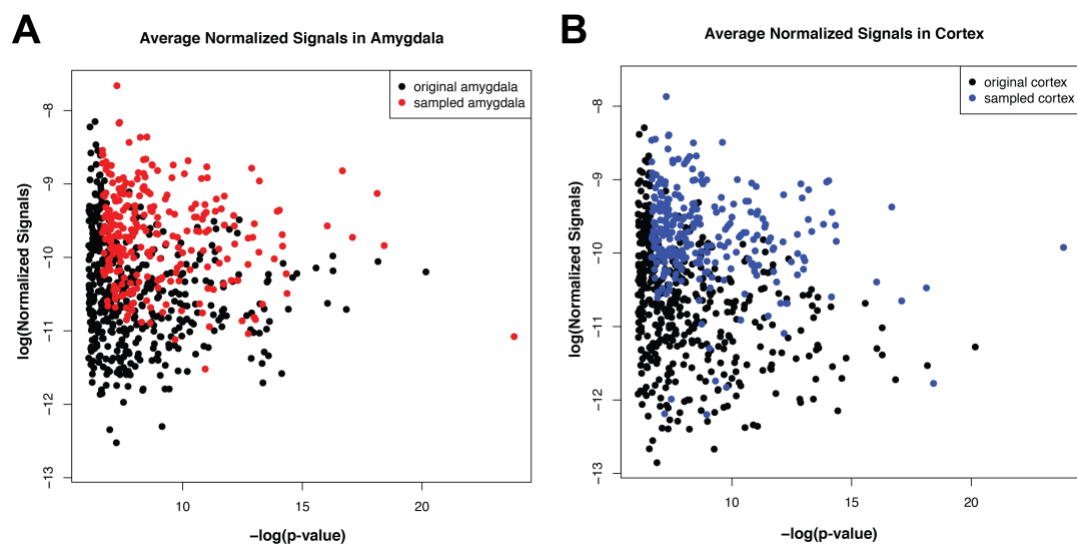 A
Average Normalized Signals in Amygdala
original amygdala
sampled amygdala
log(Normalized Signals)
−8
−9
−10
−11
−12
−13
10
15
20
−log(p-value)
B
Average Normalized Signals in Cortex
original cortex
sampled cortex
log(Normalized Signals)
−8
−9
−10
−11
−12
−13
10
15
20
−log(p-value)